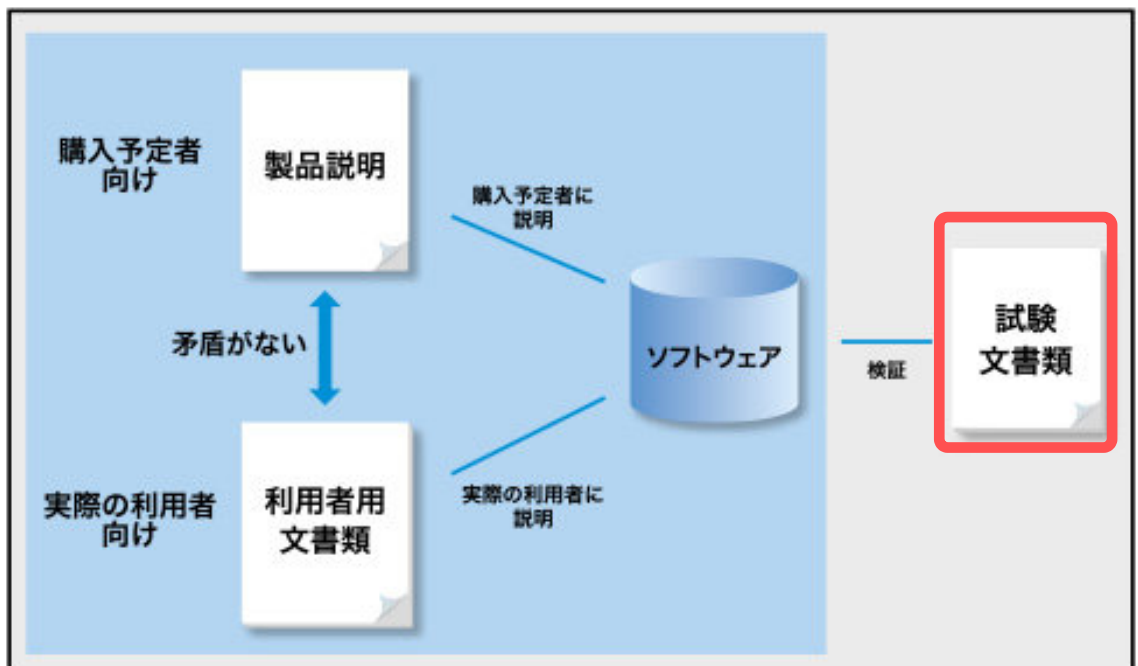 購入予定者
向け
製品説明
購入予定者に
説明
矛盾がない
ソフトウェア
検証
試験
文書類
実際の利用者
向け
利用者用
文書類
実際の利用者に
説明